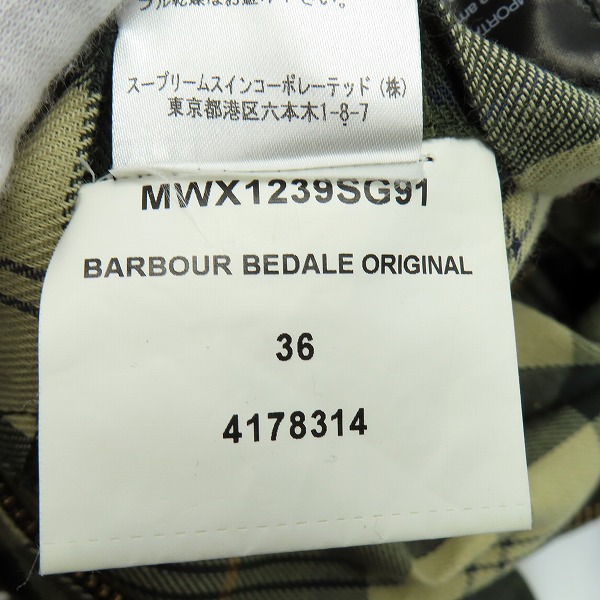 スープリームスインコーポレーテッド（株）
東京都港区六本木1-8-7
MWX1239SG91
BARBOUR BEDALE ORIGINAL
36
4178314